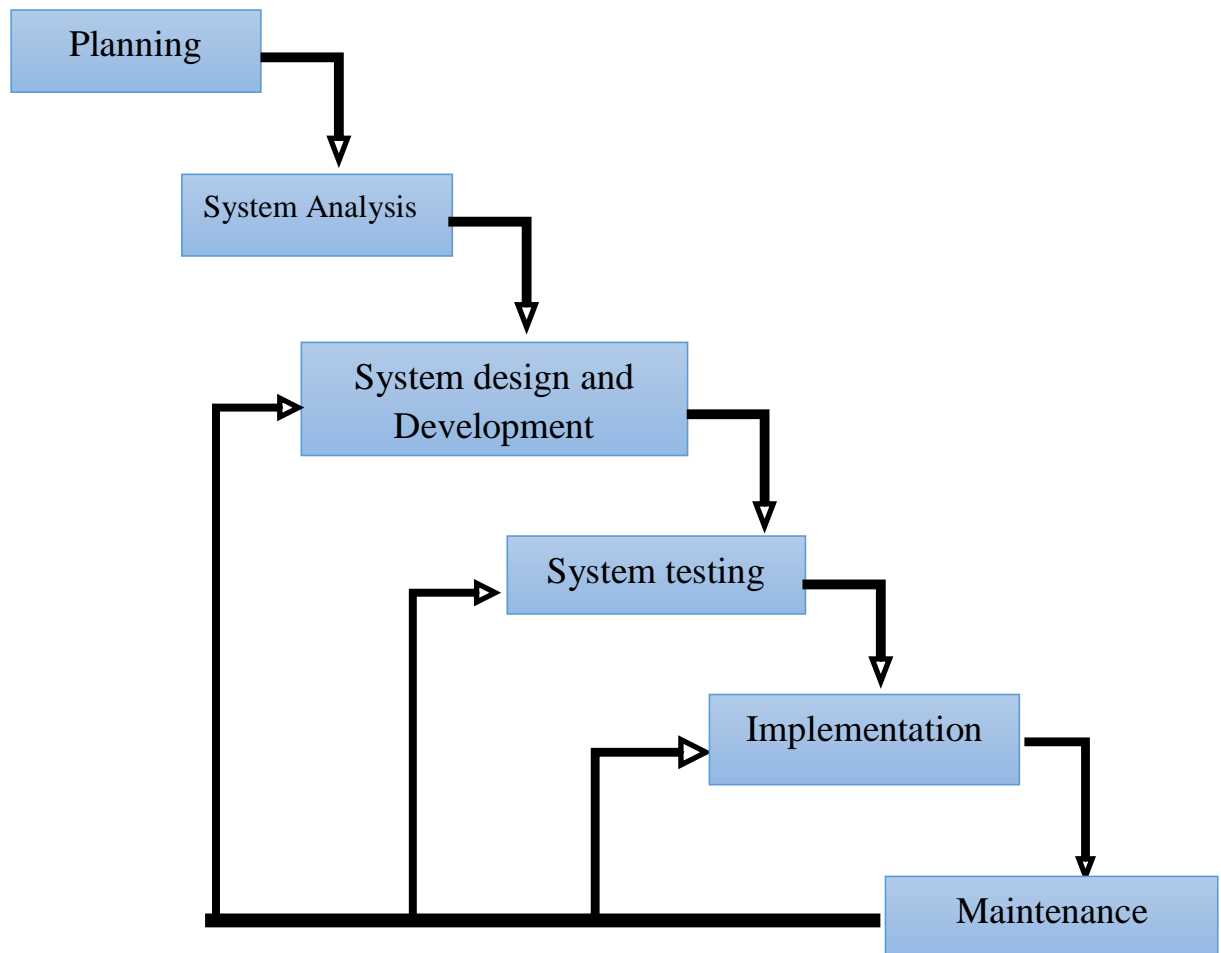 Planning
System Analysis
System design and
Development
System testing
Implementation
Maintenance